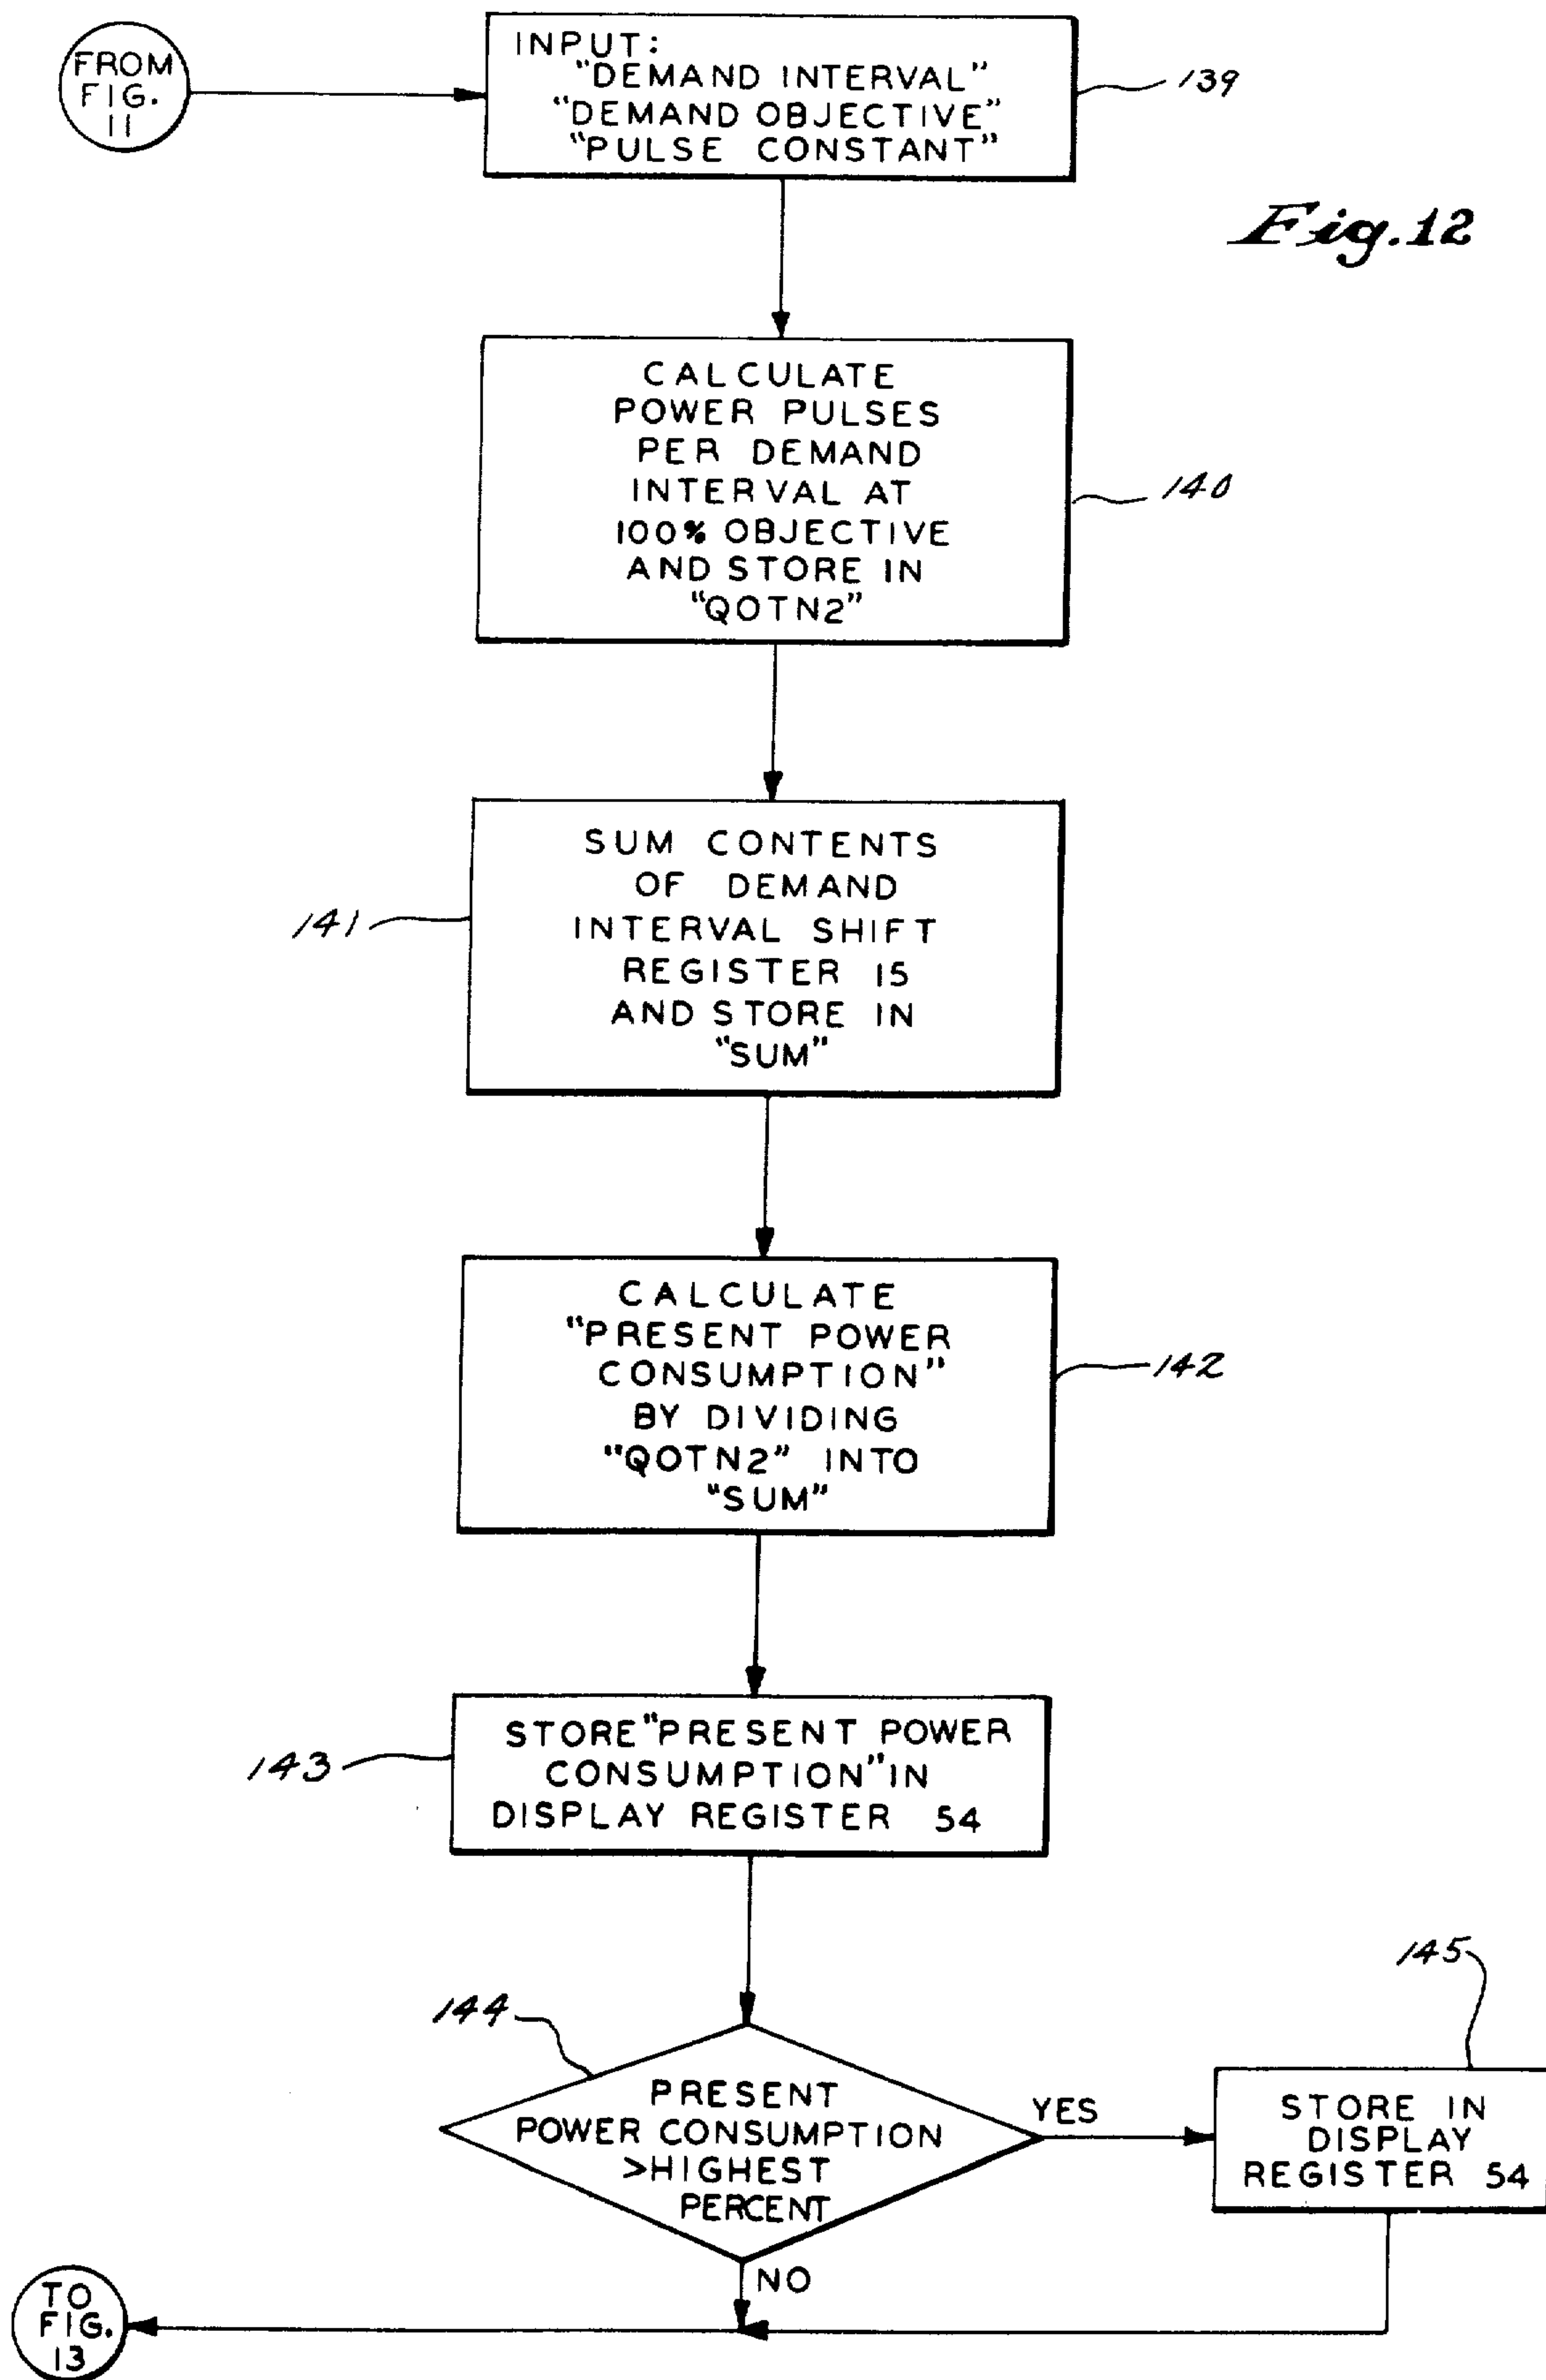 FROM
FIG.
11
INPUT:
"DEMAND INTERVAL"
"DEMAND OBJECTIVE"
"PULSE CONSTANT"
139
Fig. 12
CALCULATE
POWER PULSES
PER DEMAND
INTERVAL AT
100% OBJECTIVE
AND STORE IN
"QOTN2"
140
SUM CONTENTS
OF DEMAND
INTERVAL SHIFT
REGISTER 15
AND STORE IN
"SUM"
141
CALCULATE
"PRESENT POWER
CONSUMPTION"
BY DIVIDING
"QOTN2" INTO
"SUM"
142
STORE "PRESENT POWER
CONSUMPTION" IN
DISPLAY REGISTER 54
143
144
PRESENT
POWER CONSUMPTION
>HIGHEST
PERCENT
YES
145
STORE IN
DISPLAY
REGISTER 54
NO
TO
FIG.
13